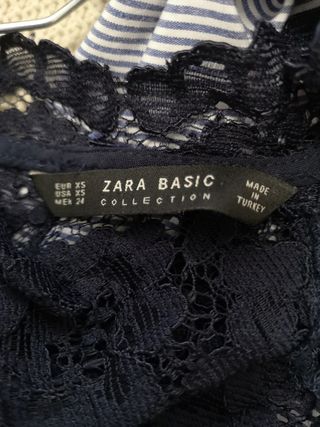 EUR XS
USA XS
MEX 24
ZARA BASIC
COLLECTION
MADE
IN
TURKEY